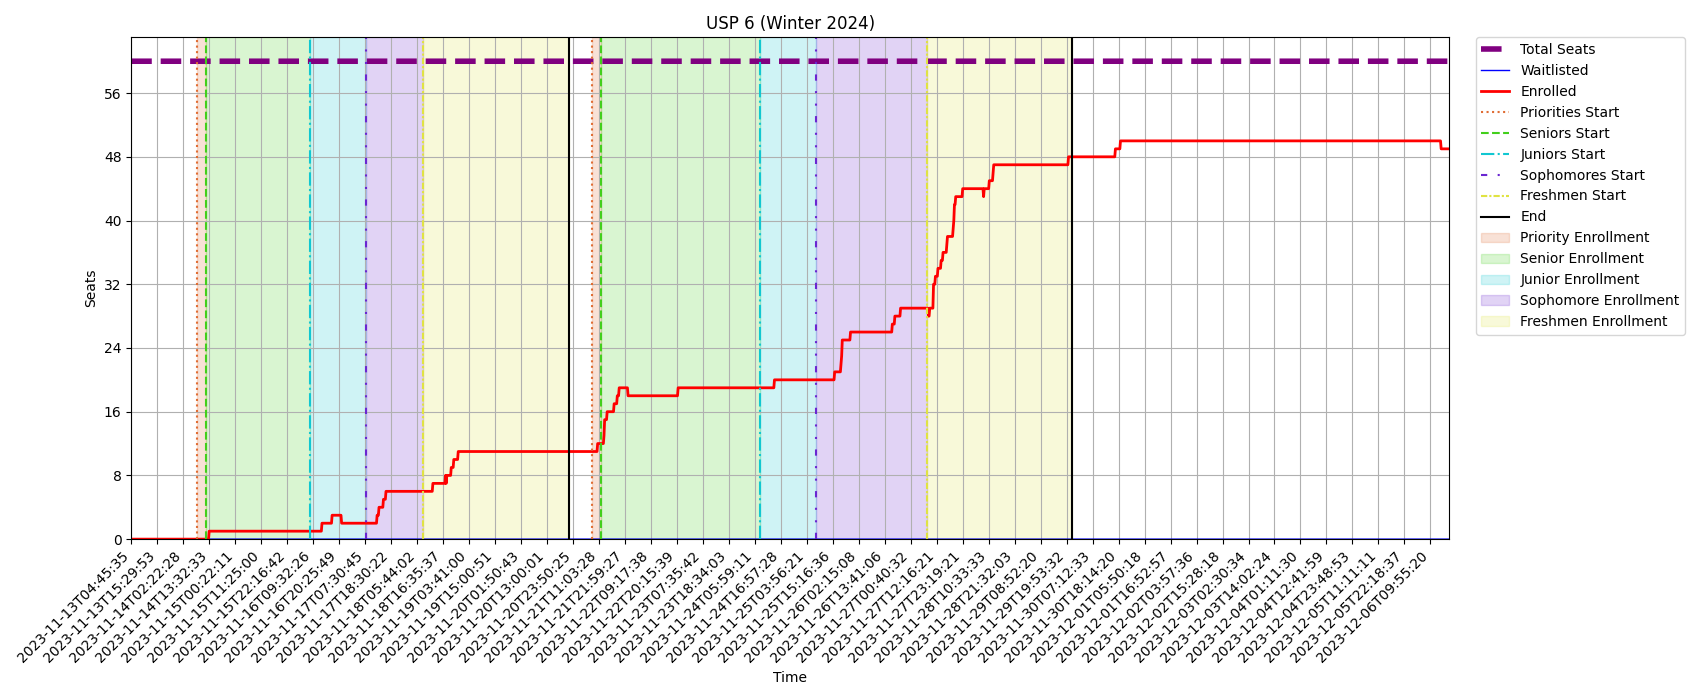 USP 6 (Winter 2024)
Seats
56
48
40
32
24
16
8
0
2023-11-13T04:45:35
2023-11-13T15:29:53
2023-11-14T02:22:28
2023-11-14T13:32:33
2023-11-15T00:22:11
2023-11-15T11:25:00
2023-11-15T22:16:42
2023-11-16T09:32:26
2023-11-16T20:25:49
2023-11-17T07:30:45
2023-11-17T18:30:22
2023-11-18T05:44:02
2023-11-18T16:35:37
2023-11-19T03:41:00
2023-11-19T15:00:51
2023-11-20T01:50:43
2023-11-20T13:00:01
2023-11-20T23:50:25
2023-11-21T11:03:28
2023-11-21T21:59:27
2023-11-22T09:17:38
2023-11-22T20:15:39
2023-11-23T07:35:42
2023-11-23T18:34:03
2023-11-24T05:59:11
2023-11-24T16:57:28
2023-11-25T03:56:21
2023-11-25T15:16:36
2023-11-26T02:15:08
2023-11-26T13:41:06
2023-11-27T00:40:32
2023-11-27T12:16:21
2023-11-27T23:19:21
2023-11-28T10:33:33
2023-11-28T21:32:03
2023-11-29T08:52:20
2023-11-29T19:53:32
2023-11-30T07:12:33
2023-11-30T18:14:20
2023-12-01T05:50:18
2023-12-01T16:52:57
2023-12-02T03:57:36
2023-12-02T15:28:18
2023-12-03T02:30:34
2023-12-03T14:02:24
2023-12-04T01:11:30
2023-12-04T12:41:59
2023-12-04T23:48:53
2023-12-05T11:11:11
2023-12-05T22:18:37
2023-12-06T09:55:20
Time
Total Seats
Waitlisted
Enrolled
Priorities Start
Seniors Start
Juniors Start
Sophomores Start
Freshmen Start
End
Priority Enrollment
Senior Enrollment
Junior Enrollment
Sophomore Enrollment
Freshmen Enrollment